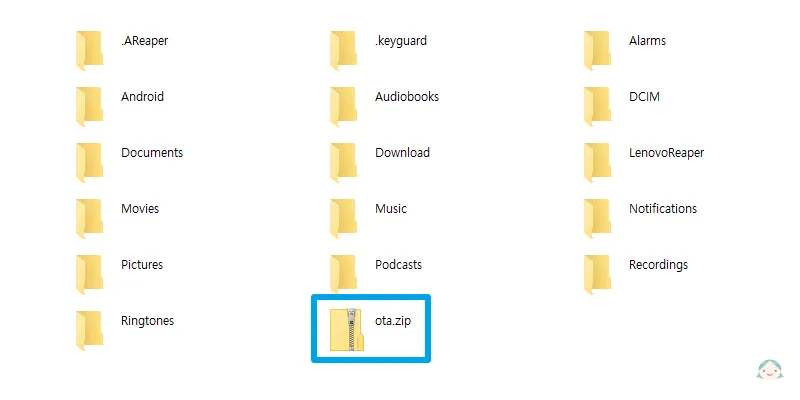 .AReaper
.keyguard
Alarms
Android
Audiobooks
DCIM
Documents
Download
LenovoReaper
Movies
Music
Notifications
Pictures
Podcasts
Recordings
Ringtones
ota.zip